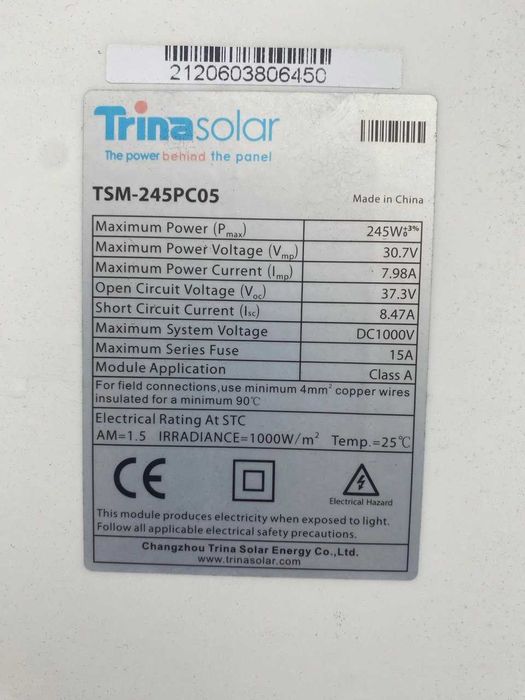 2120603806450
Trinasolar
The power behind the panel
TSM-245PC05 Made in China
Maximum Power (Pmax) 245W±3%
Maximum Power Voltage (Vmp) 30.7V
Maximum Power Current (Imp) 7.98A
Open Circuit Voltage (Voc) 37.3V
Short Circuit Current (Isc) 8.47A
Maximum System Voltage DC1000V
Maximum Series Fuse 15A
Module Application Class A
For field connections,use minimum 4mm² copper wires
insulated for a minimum 90℃
Electrical Rating At STC
AM=1.5 IRRADIANCE=1000W/m² Temp.=25℃
CE
Electrical Hazard
This module produces electricity when exposed to light.
Follow all applicable electrical safety precautions.
Changzhou Trina Solar Energy Co.,Ltd.
www.trinasolar.com